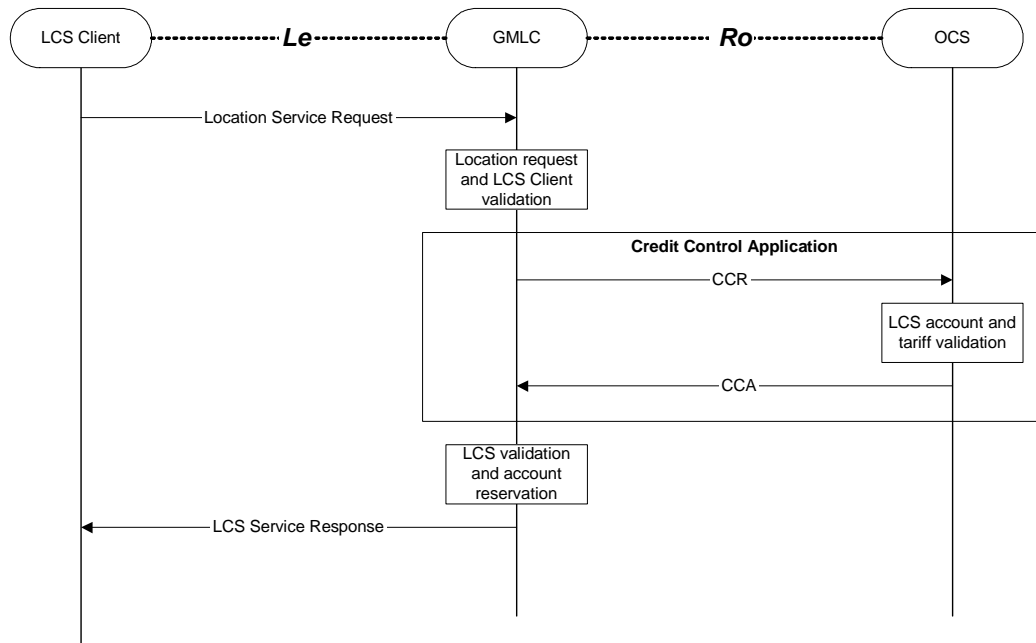 LCS Client
Le
GMLC
Ro
OCS
Location Service Request
Location request
and LCS Client
validation
Credit Control Application
CCR
LCS account and
tariff validation
CCA
LCS validation
and account
reservation
LCS Service Response